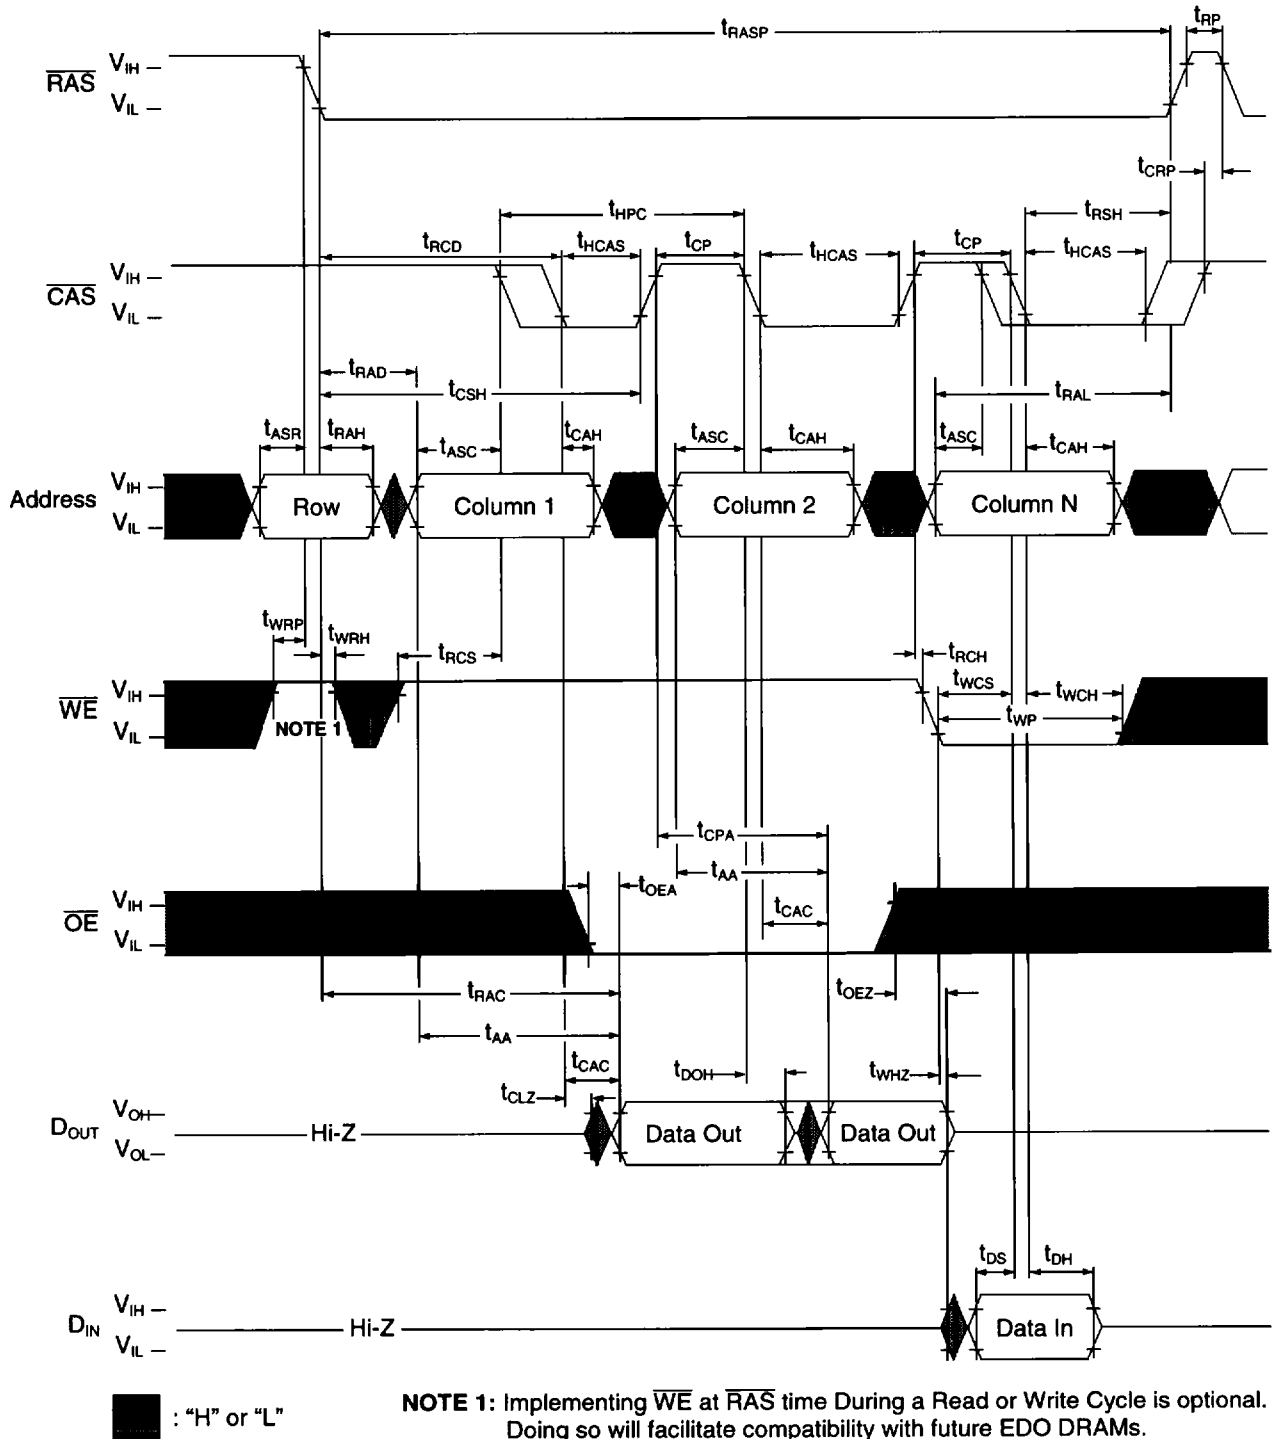 tRASP tRP
RAS VIH
VIL
tCRP
tHPC tRSH
tRCD tHCAS tCP tHCAS tCP tHCAS
CAS VIH
VIL
tRAD
tCSH tRAL
tASR tRAH tASC tCAH tASC tCAH tASC tCAH
Address VIH
VIL
Row Column 1 Column 2 Column N
tWRP tWRH tRCS tRCH
tWCS tWCH
WE VIH
VIL
NOTE 1 tWP
tCPA
tAA
tOEA
tCAC
OE VIH
VIL
tRAC tOEZ
tAA
tCAC tDOH tWHZ
tCLZ
DOUT VOH
VOL
Hi-Z Data Out Data Out
tDS tDH
DIN VIH
VIL
Hi-Z Data In
: “H” or “L”
NOTE 1: Implementing WE at RAS time During a Read or Write Cycle is optional.
Doing so will facilitate compatibility with future EDO DRAMs.